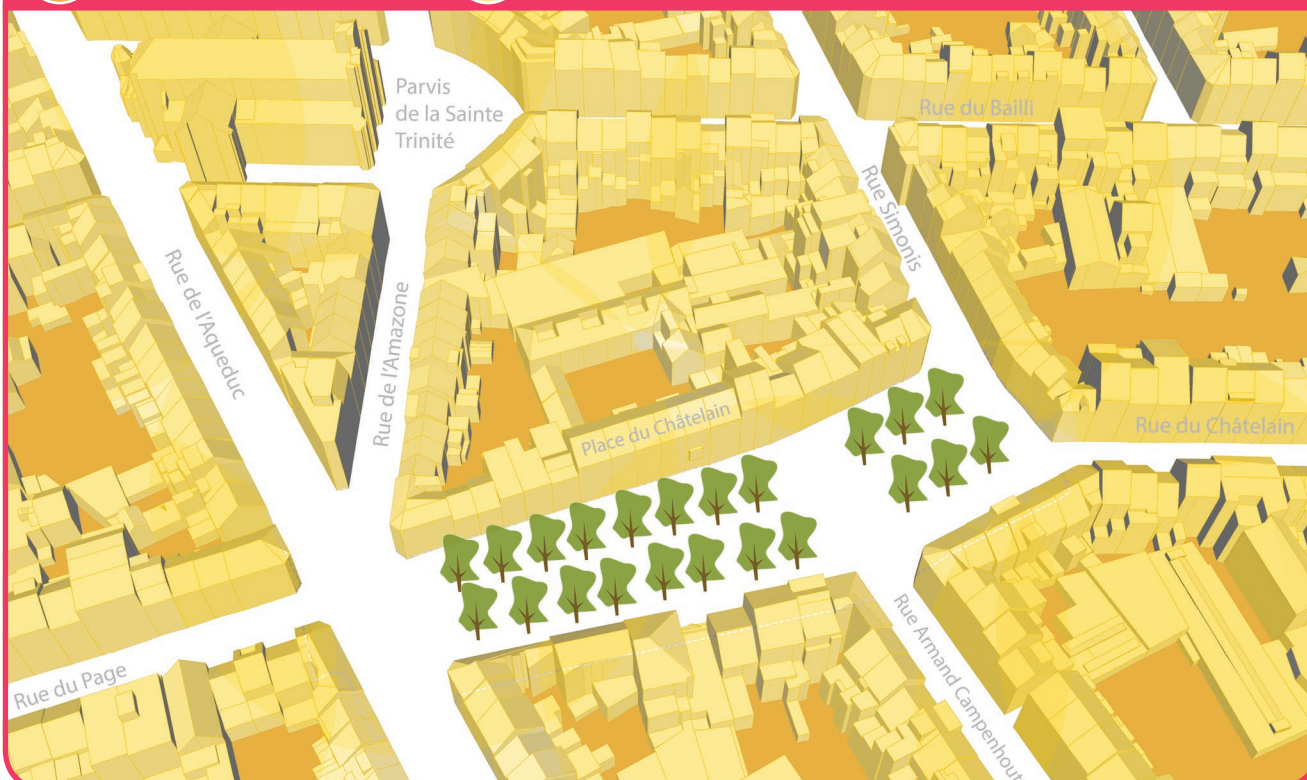 Parvis
de la Sainte
Trinité
Rue du Bailli
Rue Simonis
Rue de l'Aqueduc
Rue de l'Amazone
Place du Châtelain
Rue du Châtelain
Rue du Page
Rue Armand Campenhout